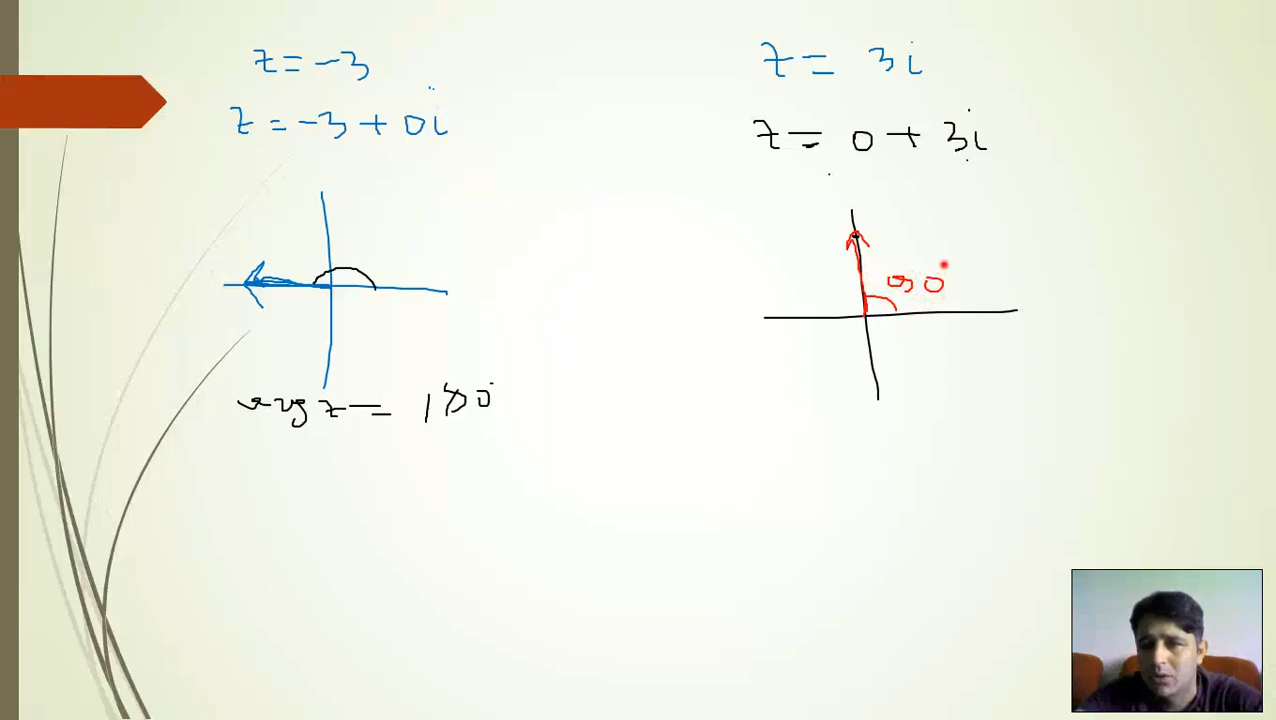 z = -3
z = -3 + 0i
arg z = 180°
z = 3i
z = 0 + 3i
90°